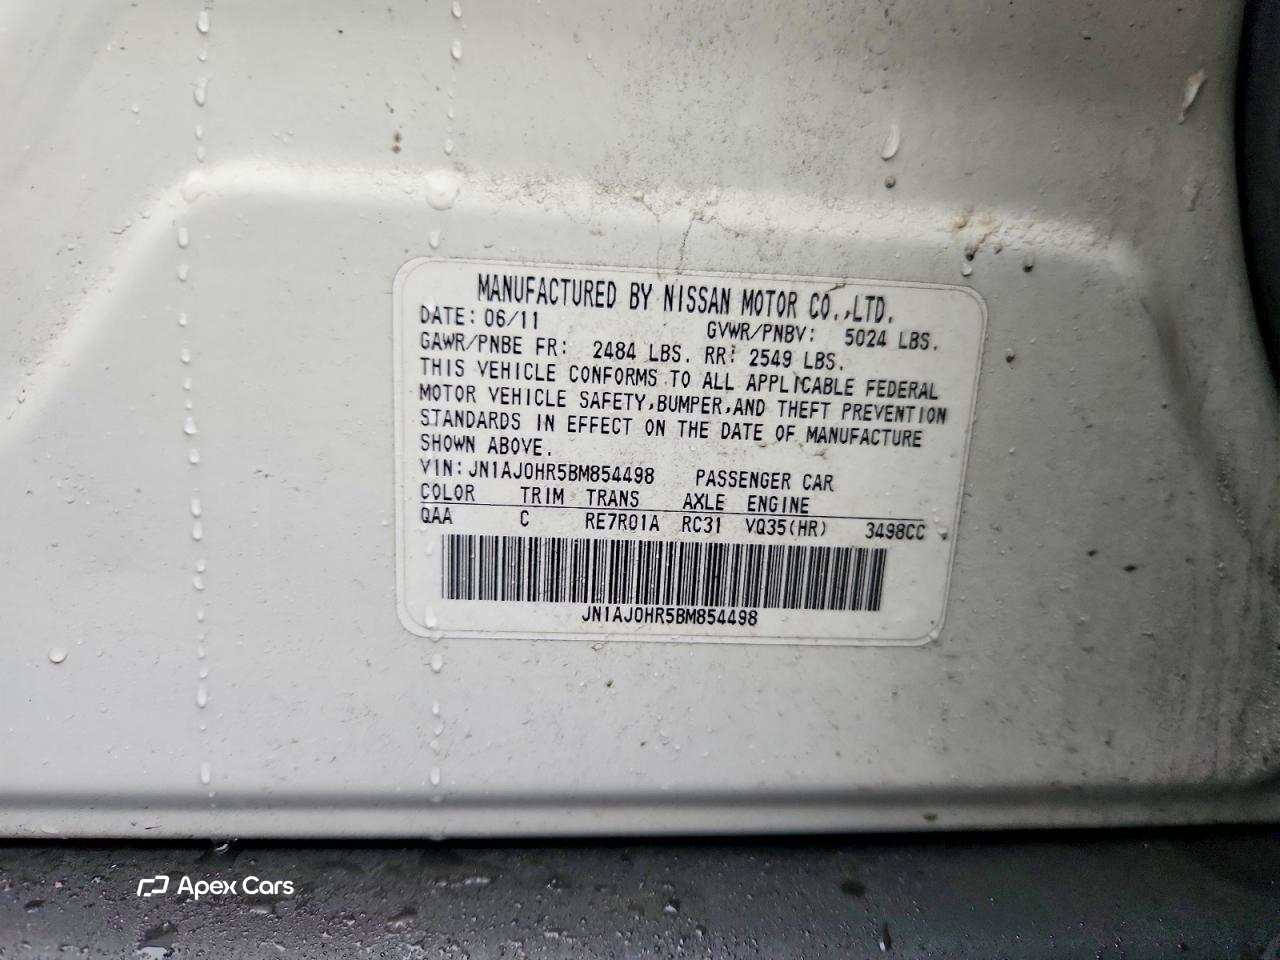 MANUFACTURED BY NISSAN MOTOR CO.,LTD.
DATE: 06/11 GVWR/PNBV: 5024 LBS.
GAWR/PNBE FR: 2484 LBS. RR: 2549 LBS.
THIS VEHICLE CONFORMS TO ALL APPLICABLE FEDERAL
MOTOR VEHICLE SAFETY,BUMPER,AND THEFT PREVENTION
STANDARDS IN EFFECT ON THE DATE OF MANUFACTURE
SHOWN ABOVE.
VIN: JN1AJ0HR5BM854498 PASSENGER CAR
COLOR TRIM TRANS AXLE ENGINE
QAA C RE7R01A RC31 VQ35(HR) 3498CC
JN1AJ0HR5BM854498
Apex Cars